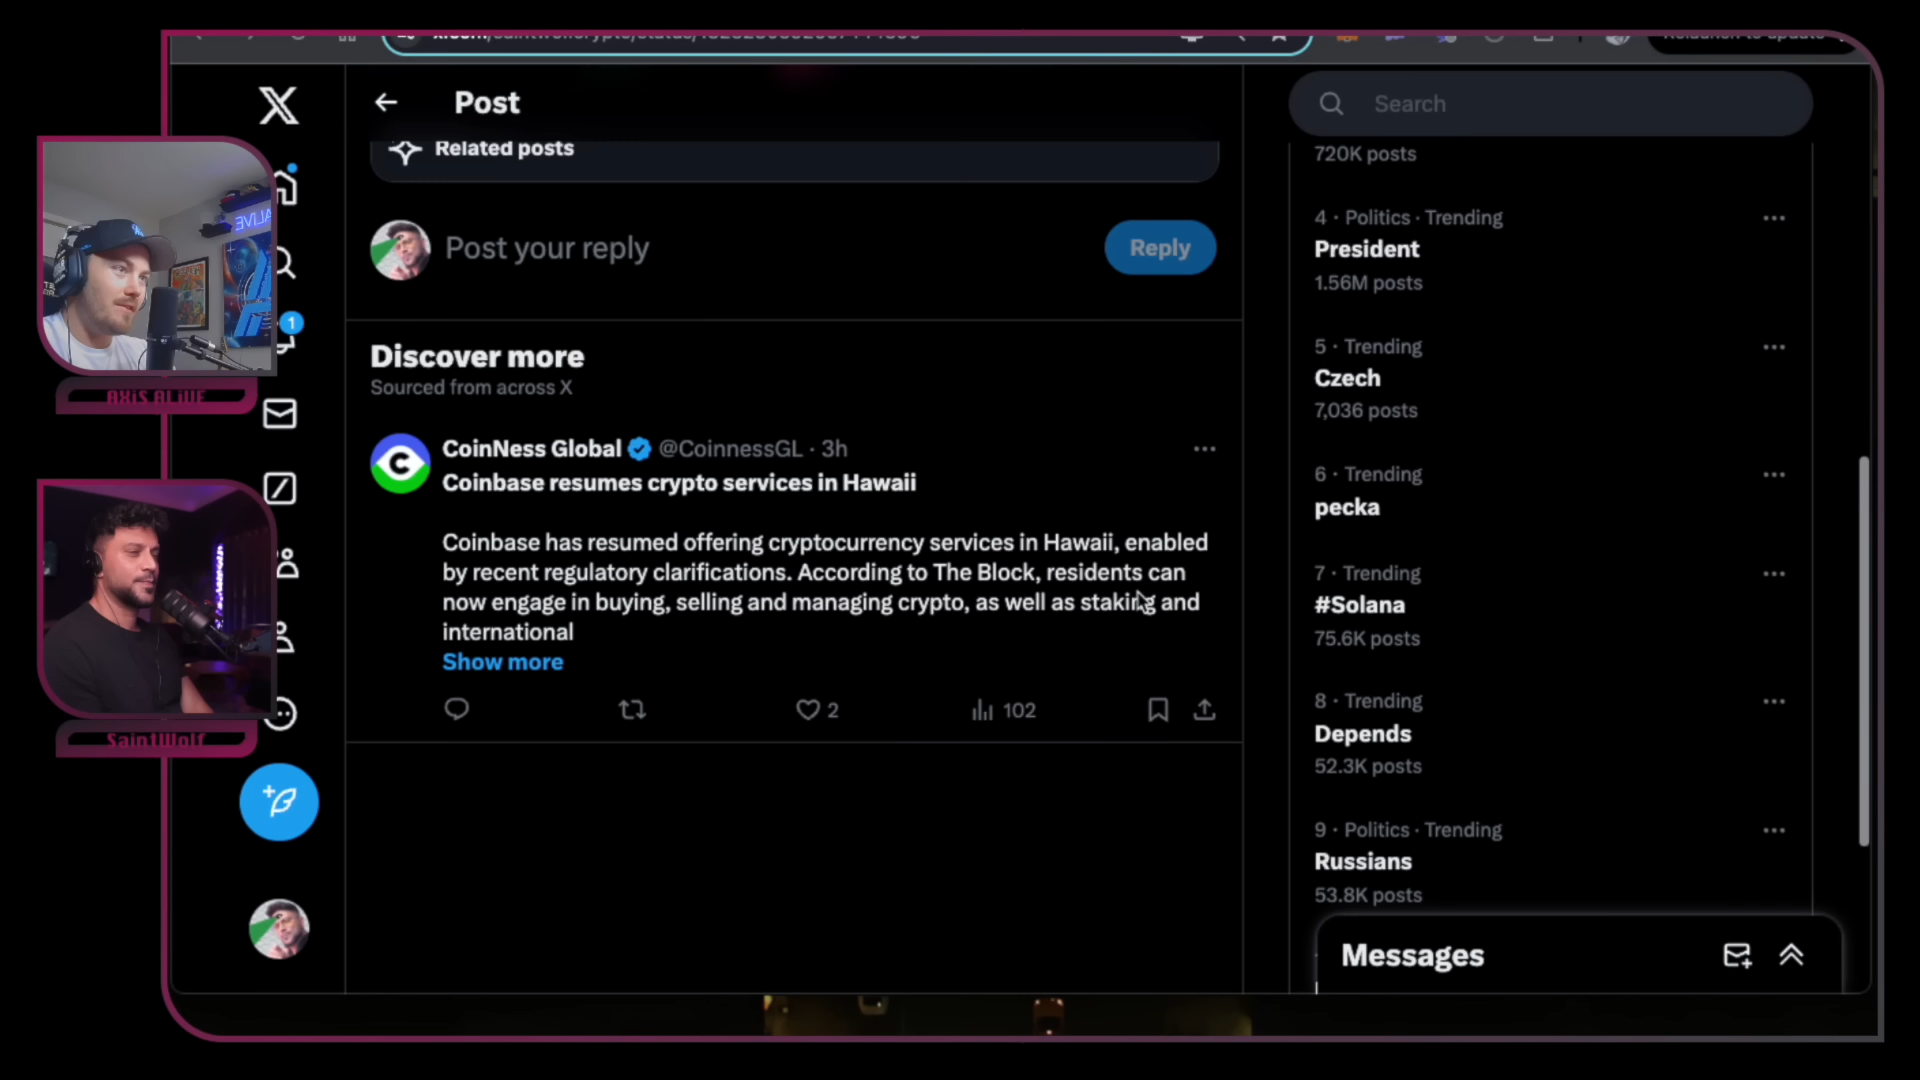 Post
Related posts
Post your reply
Reply
Discover more
Sourced from across X
CoinNess Global @CoinnessGL · 3h
Coinbase resumes crypto services in Hawaii
Coinbase has resumed offering cryptocurrency services in Hawaii, enabled
by recent regulatory clarifications. According to The Block, residents can
now engage in buying, selling and managing crypto, as well as staking and
international
Show more
2
102
Search
720K posts
4 · Politics · Trending
President
1.56M posts
5 · Trending
Czech
7,036 posts
6 · Trending
pecka
7 · Trending
#Solana
75.6K posts
8 · Trending
Depends
52.3K posts
9 · Politics · Trending
Russians
53.8K posts
Messages
1
AXiS ALiVE
SaintWolf